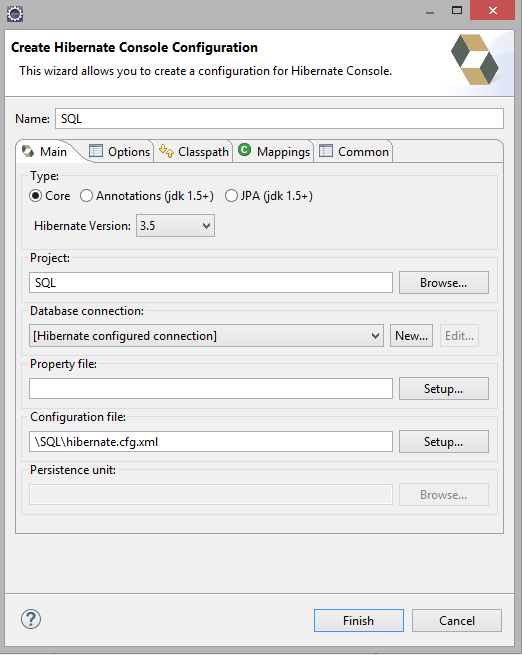 Create Hibernate Console Configuration
This wizard allows you to create a configuration for Hibernate Console.
Name: SQL
Main Options Classpath Mappings Common
Type:
Core Annotations (jdk 1.5+) JPA (jdk 1.5+)
Hibernate Version: 3.5
Project:
SQL Browse...
Database connection:
[Hibernate configured connection] New... Edit...
Property file:
Setup...
Configuration file:
\SQL\hibernate.cfg.xml Setup...
Persistence unit:
Browse...
? Finish Cancel